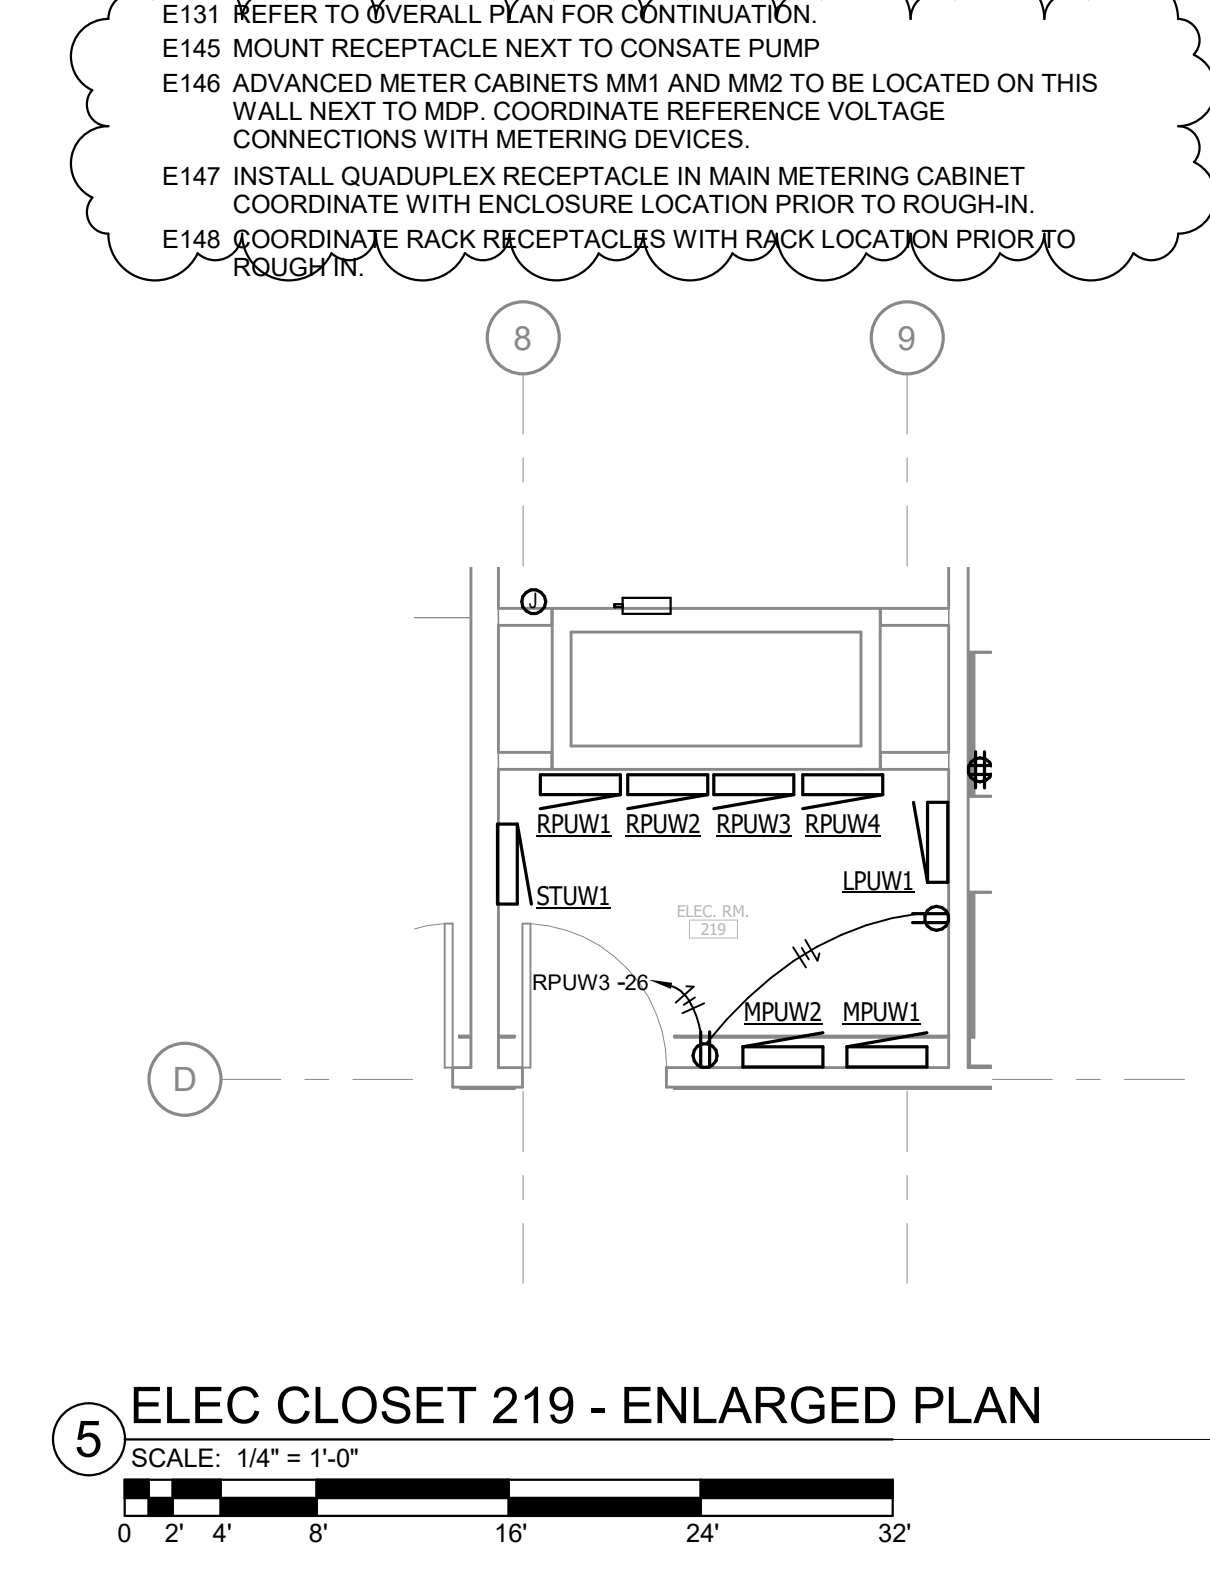 E131 REFER TO OVERALL PLAN FOR CONTINUATION.
E145 MOUNT RECEPTACLE NEXT TO CONSATE PUMP
E146 ADVANCED METER CABINETS MM1 AND MM2 TO BE LOCATED ON THIS
WALL NEXT TO MDP. COORDINATE REFERENCE VOLTAGE
CONNECTIONS WITH METERING DEVICES.
E147 INSTALL QUADUPLEX RECEPTACLE IN MAIN METERING CABINET
COORDINATE WITH ENCLOSURE LOCATION PRIOR TO ROUGH-IN.
E148 COORDINATE RACK RECEPTACLES WITH RACK LOCATION PRIOR TO
ROUGH IN.
8 9
J
RPUW1 RPUW2 RPUW3 RPUW4
LPUW1
STUW1
ELEC. RM.
219
RPUW3 -26
MPUW2 MPUW1
D
5 ELEC CLOSET 219 - ENLARGED PLAN
SCALE: 1/4" = 1'-0"
0 2' 4' 8' 16' 24' 32'